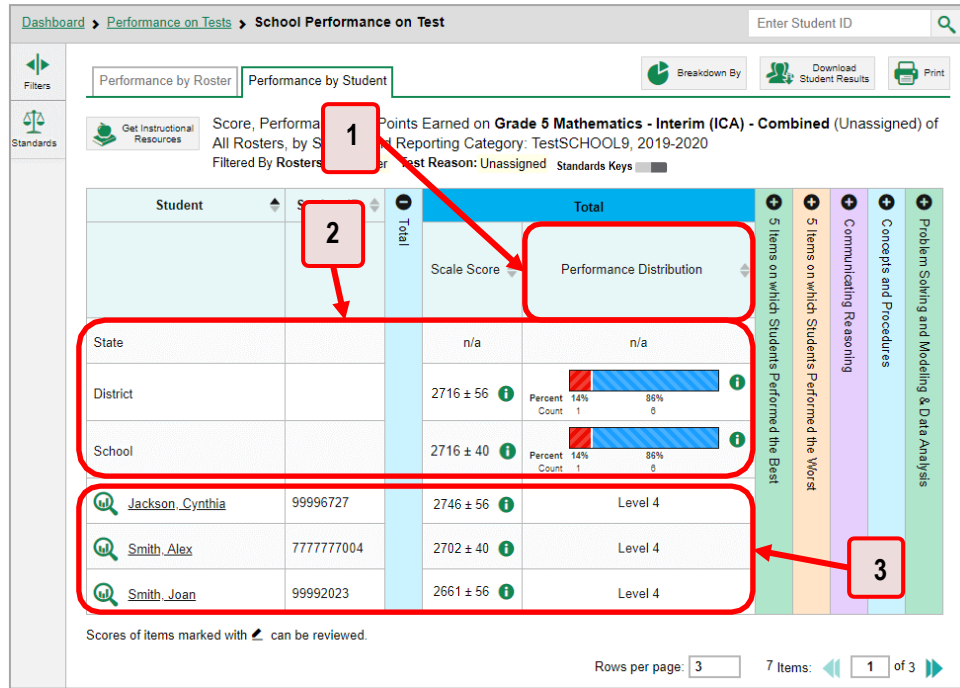 Dashboard > Performance on Tests > School Performance on Test
Enter Student ID
Filters
Standards
Performance by Roster
Performance by Student
Breakdown By
Download
Student Results
Print
Get Instructional
Resources
Score, Performa 1 Points Earned on Grade 5 Mathematics - Interim (ICA) - Combined (Unassigned) of
All Rosters, by S d Reporting Category: TestSCHOOL9, 2019-2020
Filtered By Rosters r Test Reason: Unassigned Standards Keys
Student
S
2
Total
Total
Scale Score
Performance Distribution
5 Items on which Students Performed the Best
5 Items on which Students Performed the Worst
Communicating Reasoning
Concepts and Procedures
Problem Solving and Modeling & Data Analysis
State n/a n/a
District 2716 ± 56
Percent 14% 86%
Count 1 6
School 2716 ± 40
Percent 14% 86%
Count 1 6
Jackson, Cynthia 99996727 2746 ± 56 Level 4
Smith, Alex 7777777004 2702 ± 40 Level 4
Smith, Joan 99992023 2661 ± 56 Level 4
3
Scores of items marked with can be reviewed.
Rows per page: 3 7 Items: 1 of 3